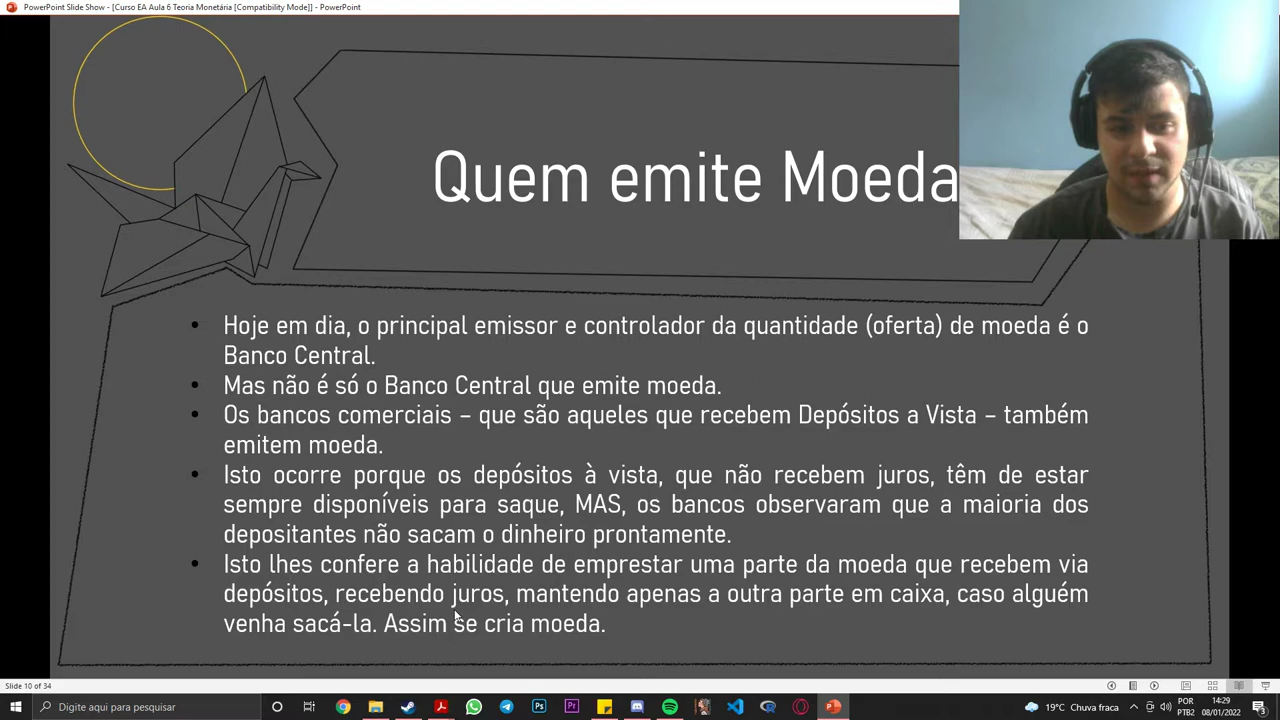 PowerPoint Slide Show - [Curso EA Aula 6 Teoria Monetária [Compatibility Mode]] - PowerPoint
Quem emite Moeda
• Hoje em dia, o principal emissor e controlador da quantidade (oferta) de moeda é o
Banco Central.
• Mas não é só o Banco Central que emite moeda.
• Os bancos comerciais – que são aqueles que recebem Depósitos a Vista – também
emitem moeda.
• Isto ocorre porque os depósitos à vista, que não recebem juros, têm de estar
sempre disponíveis para saque, MAS, os bancos observaram que a maioria dos
depositantes não sacam o dinheiro prontamente.
• Isto lhes confere a habilidade de emprestar uma parte da moeda que recebem via
depósitos, recebendo juros, mantendo apenas a outra parte em caixa, caso alguém
venha sacá-la. Assim se cria moeda.
Slide 10 of 34
Digite aqui para pesquisar
19°C Chuva fraca
POR
PTB2
14:29
08/01/2022